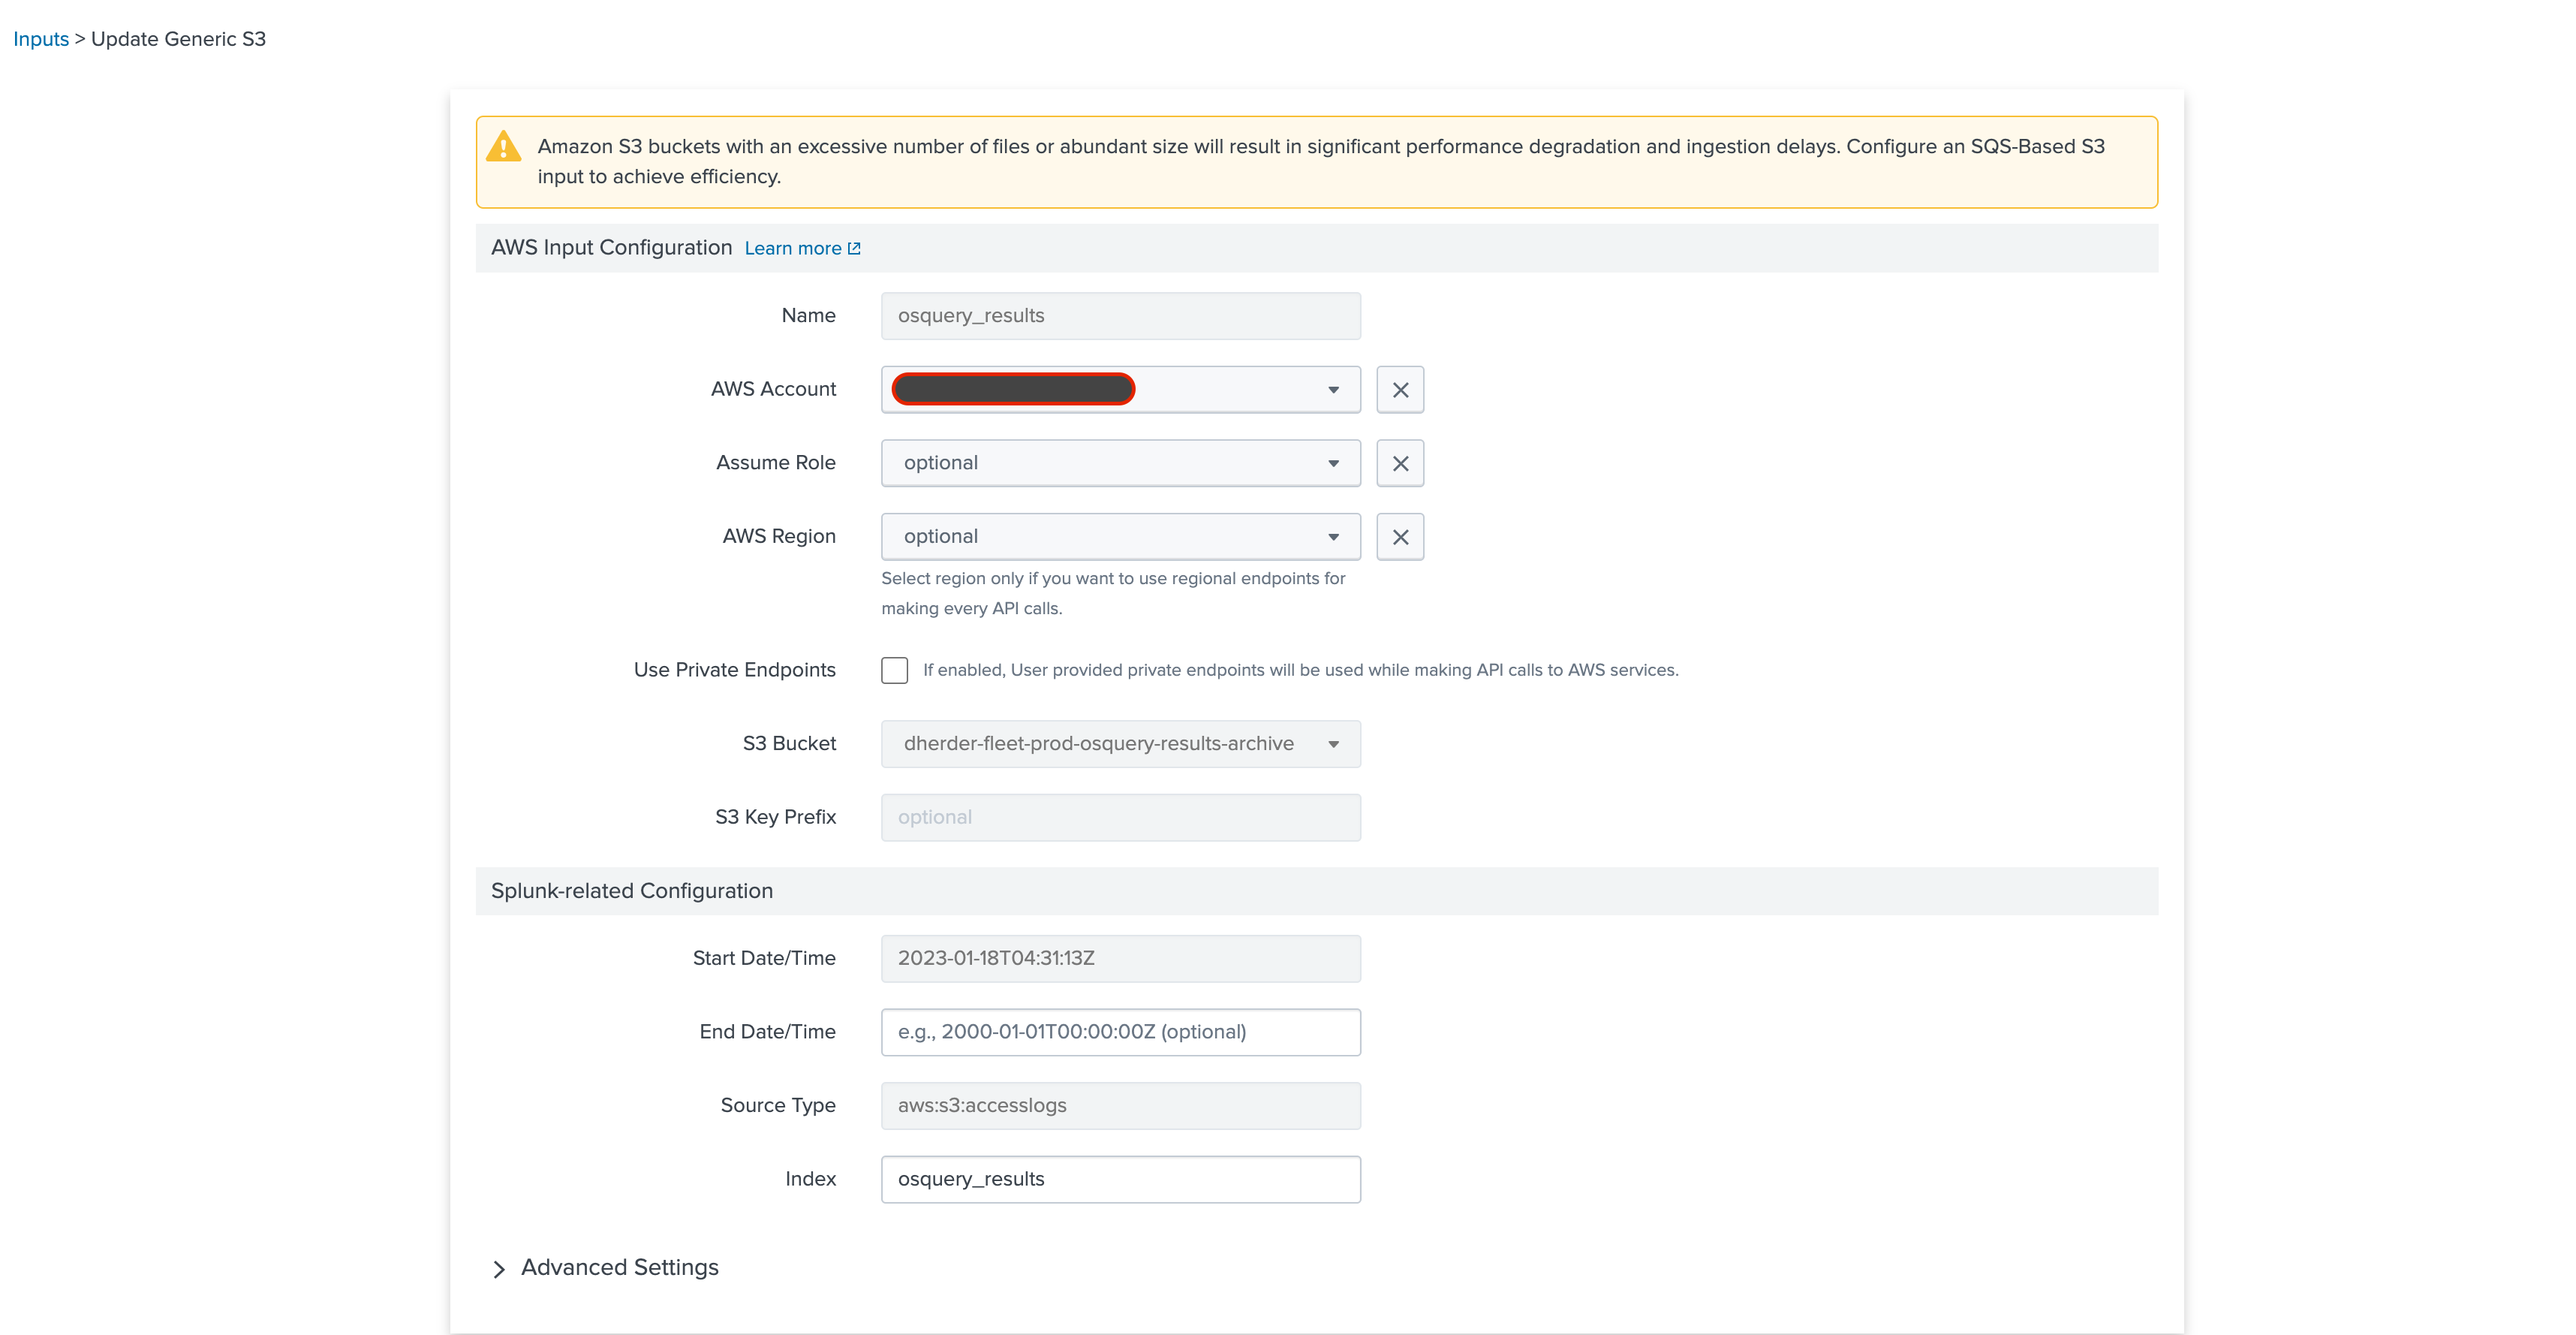 Inputs > Update Generic S3
Amazon S3 buckets with an excessive number of files or abundant size will result in significant performance degradation and ingestion delays. Configure an SQS-Based S3
input to achieve efficiency.
AWS Input Configuration Learn more
Name osquery_results
AWS Account
Assume Role optional
AWS Region optional
Select region only if you want to use regional endpoints for
making every API calls.
Use Private Endpoints If enabled, User provided private endpoints will be used while making API calls to AWS services.
S3 Bucket dherder-fleet-prod-osquery-results-archive
S3 Key Prefix optional
Splunk-related Configuration
Start Date/Time 2023-01-18T04:31:13Z
End Date/Time e.g., 2000-01-01T00:00:00Z (optional)
Source Type aws:s3:accesslogs
Index osquery_results
Advanced Settings